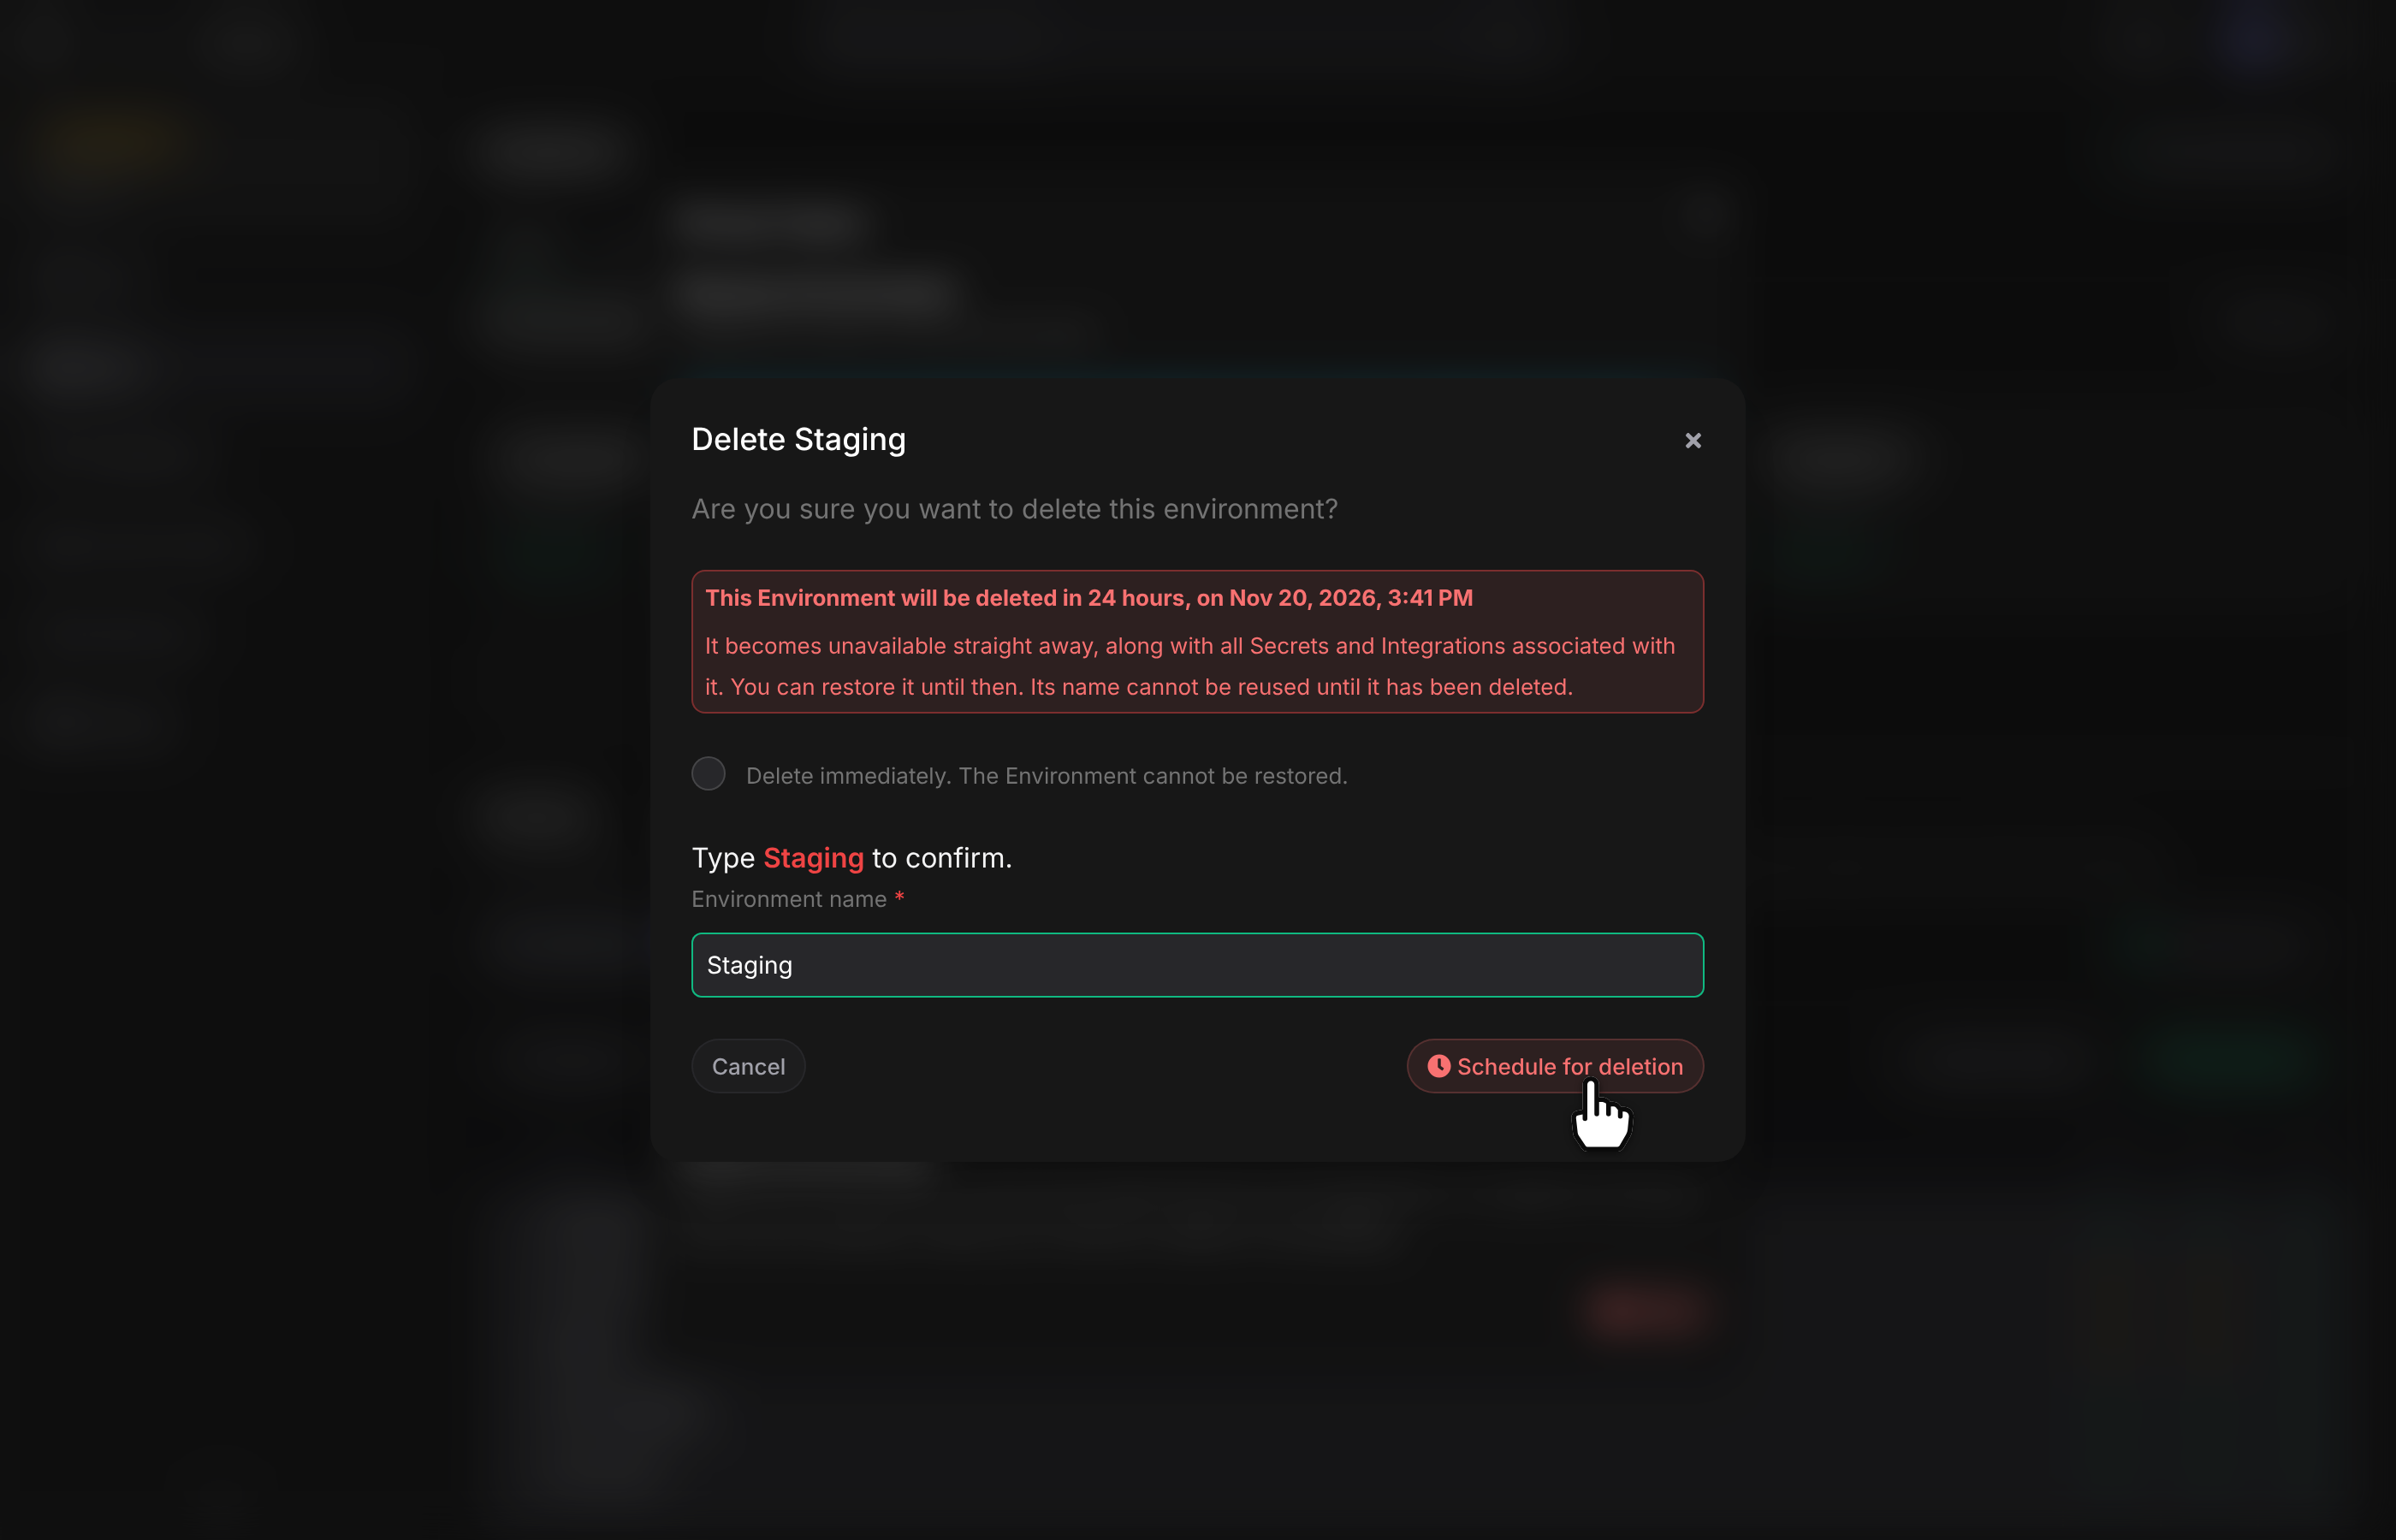 Delete Staging
Are you sure you want to delete this environment?
This Environment will be deleted in 24 hours, on Nov 20, 2026, 3:41 PM
It becomes unavailable straight away, along with all Secrets and Integrations associated with
it. You can restore it until then. Its name cannot be reused until it has been deleted.
Delete immediately. The Environment cannot be restored.
Type Staging to confirm.
Environment name *
Staging
Cancel
Schedule for deletion